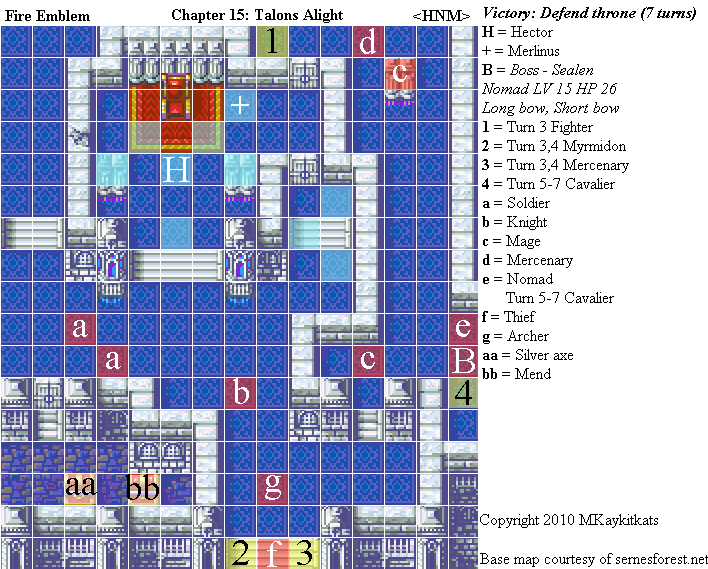 Fire Emblem Chapter 15: Talons Alight <HNM>
Victory: Defend throne (7 turns)
H = Hector
+ = Merlinus
B = Boss - Sealen
Nomad LV 15 HP 26
Long bow, Short bow
1 = Turn 3 Fighter
2 = Turn 3,4 Myrmidon
3 = Turn 3,4 Mercenary
4 = Turn 5-7 Cavalier
a = Soldier
b = Knight
c = Mage
d = Mercenary
e = Nomad
Turn 5-7 Cavalier
f = Thief
g = Archer
aa = Silver axe
bb = Mend
1 d
c
+
H
a e
a c B
b 4
aa bb g
2 f 3
Copyright 2010 MKaykitkats
Base map courtesy of sernesforest.net